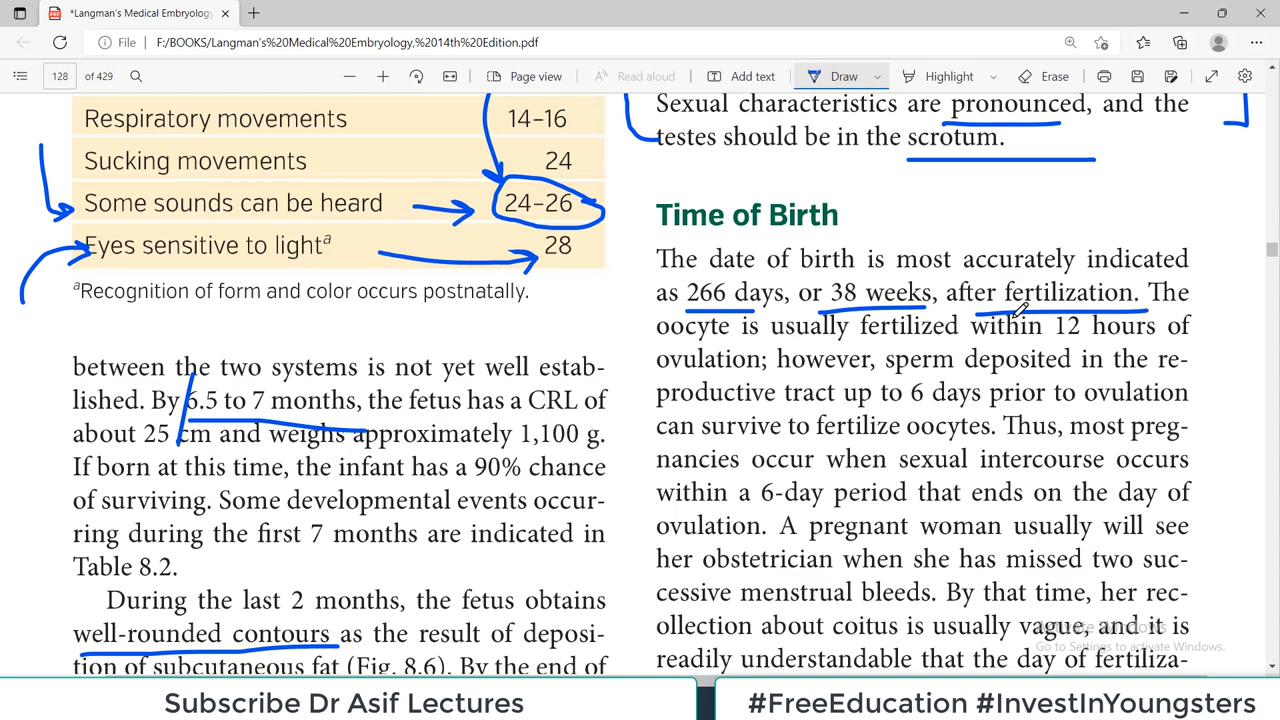 *Langman's Medical Embryology
File
F:/BOOKS/Langman's%20Medical%20Embryology,%2014th%20Edition.pdf
128 of 429
Page view
Read aloud
Add text
Draw
Highlight
Erase
Respiratory movements 14–16
Sucking movements 24
Some sounds can be heard 24–26
Eyes sensitive to lightᵃ 28
ᵃRecognition of form and color occurs postnatally.
between the two systems is not yet well estab-
lished. By 6.5 to 7 months, the fetus has a CRL of
about 25 cm and weighs approximately 1,100 g.
If born at this time, the infant has a 90% chance
of surviving. Some developmental events occur-
ring during the first 7 months are indicated in
Table 8.2.
During the last 2 months, the fetus obtains
well-rounded contours as the result of deposi-
tion of subcutaneous fat (Fig. 8.6). By the end of
Sexual characteristics are pronounced, and the
testes should be in the scrotum.
Time of Birth
The date of birth is most accurately indicated
as 266 days, or 38 weeks, after fertilization. The
oocyte is usually fertilized within 12 hours of
ovulation; however, sperm deposited in the re-
productive tract up to 6 days prior to ovulation
can survive to fertilize oocytes. Thus, most preg-
nancies occur when sexual intercourse occurs
within a 6-day period that ends on the day of
ovulation. A pregnant woman usually will see
her obstetrician when she has missed two suc-
cessive menstrual bleeds. By that time, her rec-
ollection about coitus is usually vague, and it is
readily understandable that the day of fertiliza-
Activate Windows
Go to Settings to activate Windows.
Subscribe Dr Asif Lectures
#FreeEducation #InvestInYoungsters